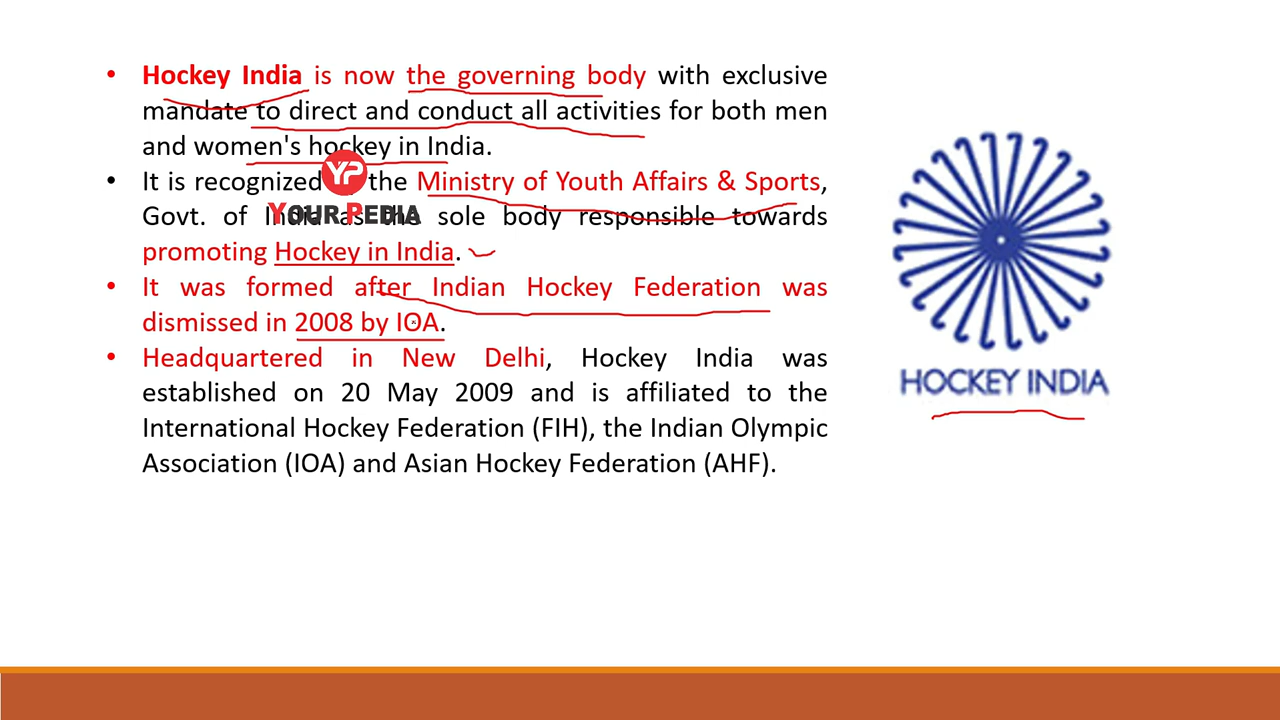 • Hockey India is now the governing body with exclusive
mandate to direct and conduct all activities for both men
and women's hockey in India.
• It is recognized the Ministry of Youth Affairs & Sports,
Govt. of India as the sole body responsible towards
promoting Hockey in India.
• It was formed after Indian Hockey Federation was
dismissed in 2008 by IOA.
• Headquartered in New Delhi, Hockey India was
established on 20 May 2009 and is affiliated to the
International Hockey Federation (FIH), the Indian Olympic
Association (IOA) and Asian Hockey Federation (AHF).
YP
YOUR PEDIA
HOCKEY INDIA